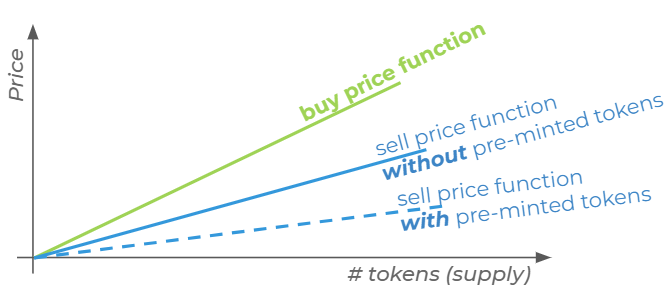 Price
buy price function
sell price function
without pre-minted tokens
sell price function
with pre-minted tokens
# tokens (supply)